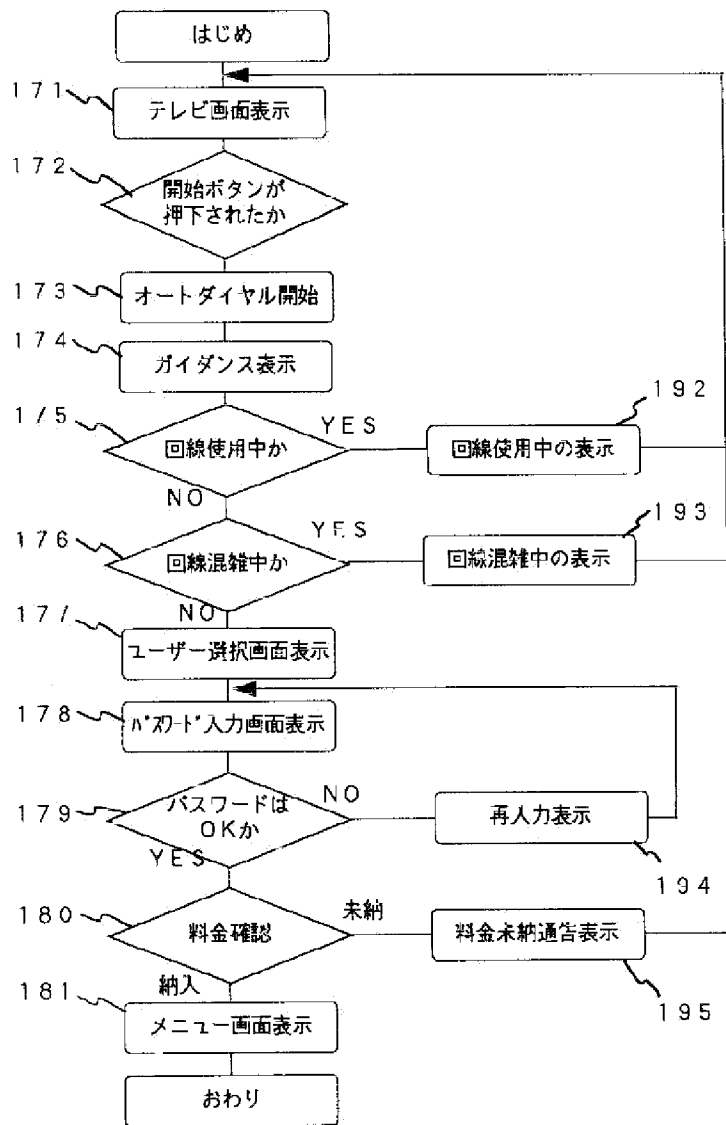 はじめ
171
テレビ画面表示
172
開始ボタンが
押下されたか
173
オートダイヤル開始
174
ガイダンス表示
175
回線使用中か
YES
192
回線使用中の表示
NO
176
回線混雑中か
YES
193
回線混雑中の表示
NO
177
ユーザー選択画面表示
178
パスワード入力画面表示
179
パスワードは
OKか
NO
再入力表示
194
YES
180
料金確認
未納
料金未納通告表示
195
納入
181
メニュー画面表示
おわり